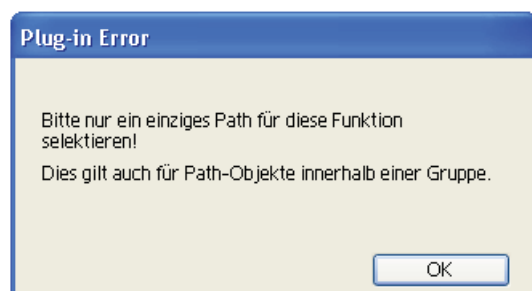 Plug-in Error
Bitte nur ein einziges Path für diese Funktion
selektieren!
Dies gilt auch für Path-Objekte innerhalb einer Gruppe.
OK